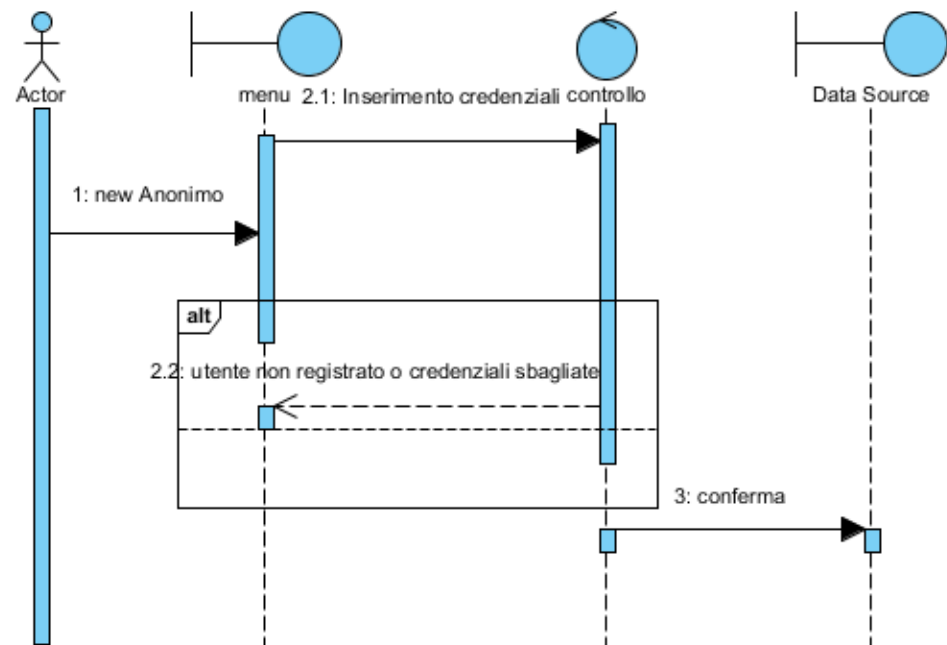 Actor
menu
2.1: Inserimento credenziali
controllo
Data Source
1: new Anonimo
alt
2.2: utente non registrato o credenziali sbagliate
3: conferma